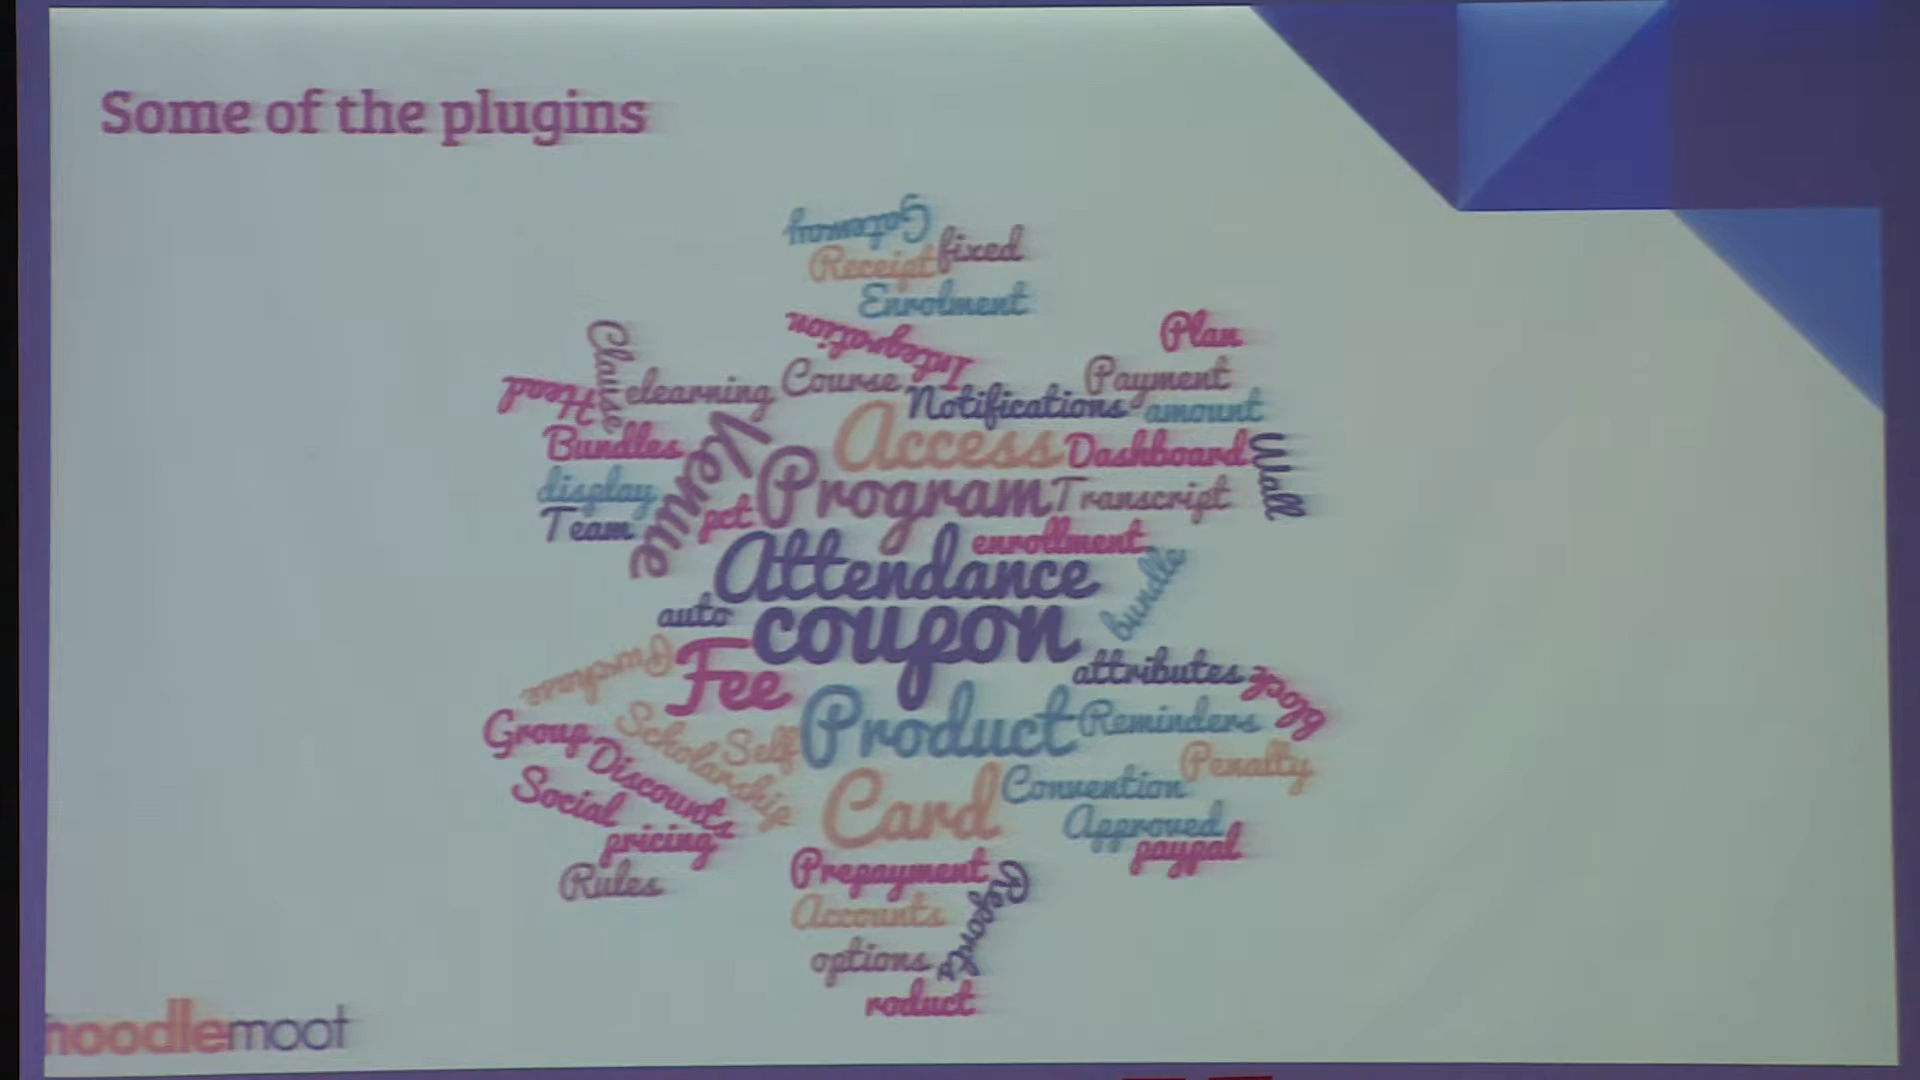 Some of the plugins
Gateway
Receipt fixed
Enrolment
Integration
Plan
Clause
Head
elearning
Course
Notifications
Payment
amount
Bundles
Venue
Access
Dashboard
Wall
display
Team
pct
Program
Transcript
enrollment
Attendance
bundle
auto
coupon
Purchase
Fee
attributes
block
Group
Scholarship
Self
Product
Reminders
Discounts
Penalty
Social
Card
Convention
pricing
Approved
paypal
Rules
Prepayment
Reports
Accounts
options
roduct
noodlemoot